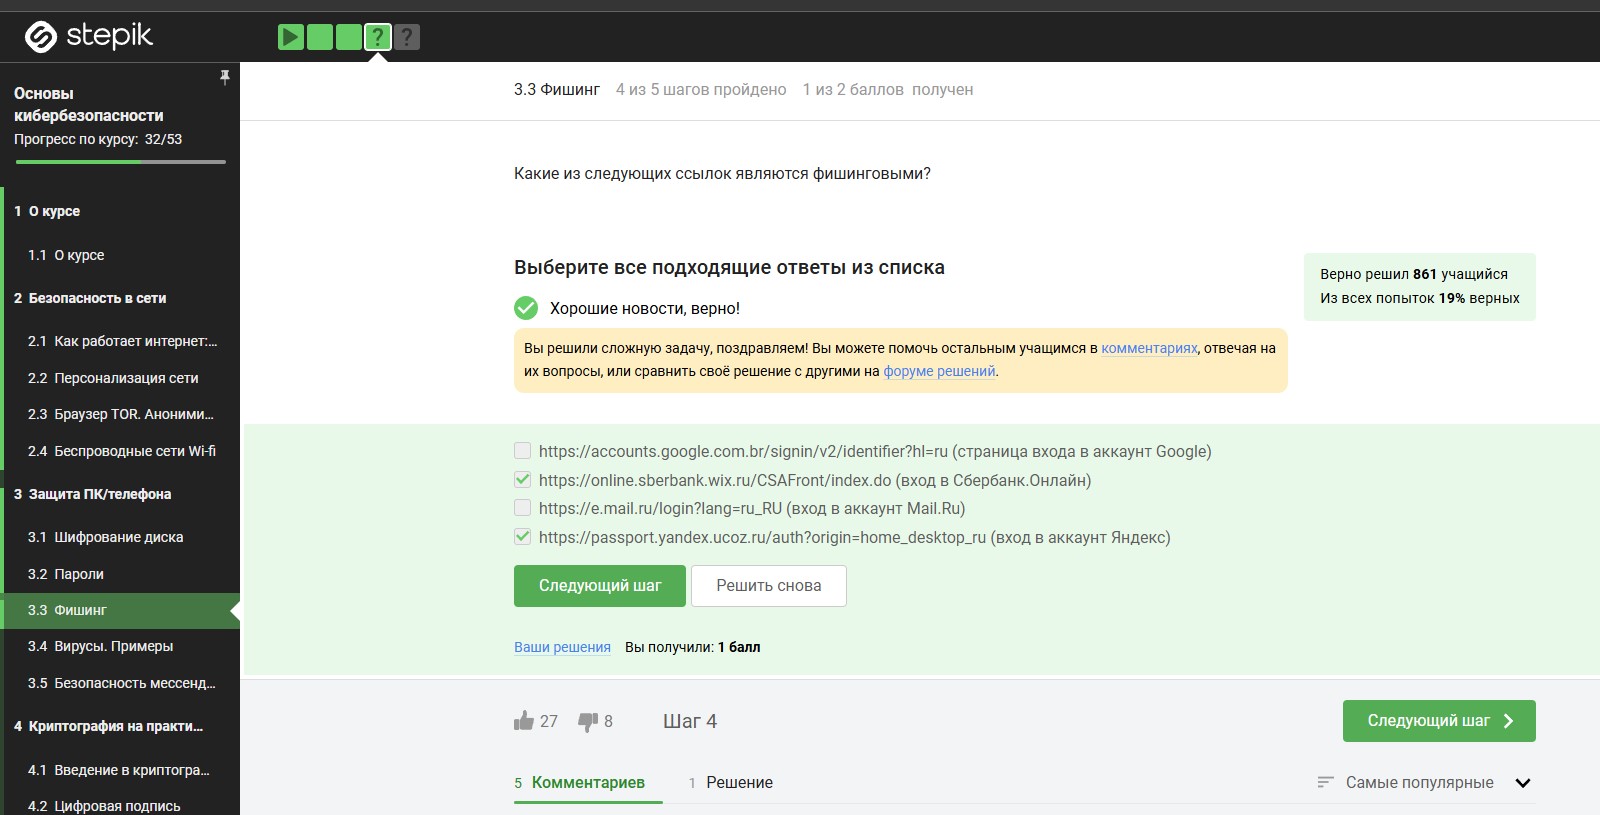 stepik
? ?
Основы
кибербезопасности
Прогресс по курсу: 32/53
1 О курсе
1.1 О курсе
2 Безопасность в сети
2.1 Как работает интернет:...
2.2 Персонализация сети
2.3 Браузер TOR. Аноними...
2.4 Беспроводные сети Wi-fi
3 Защита ПК/телефона
3.1 Шифрование диска
3.2 Пароли
3.3 Фишинг
3.4 Вирусы. Примеры
3.5 Безопасность мессенд...
4 Криптография на практи...
4.1 Введение в криптогра...
4.2 Цифровая подпись
3.3 Фишинг 4 из 5 шагов пройдено 1 из 2 баллов получен
Какие из следующих ссылок являются фишинговыми?
Выберите все подходящие ответы из списка
Хорошие новости, верно!
Вы решили сложную задачу, поздравляем! Вы можете помочь остальным учащимся в комментариях, отвечая на
их вопросы, или сравнить своё решение с другими на форуме решений.
Верно решил 861 учащийся
Из всех попыток 19% верных
https://accounts.google.com.br/signin/v2/identifier?hl=ru (страница входа в аккаунт Google)
https://online.sberbank.wix.ru/CSAFront/index.do (вход в Сбербанк.Онлайн)
https://e.mail.ru/login?lang=ru_RU (вход в аккаунт Mail.Ru)
https://passport.yandex.ucoz.ru/auth?origin=home_desktop_ru (вход в аккаунт Яндекс)
Следующий шаг Решить снова
Ваши решения Вы получили: 1 балл
27 8 Шаг 4 Следующий шаг
5 Комментариев 1 Решение Самые популярные